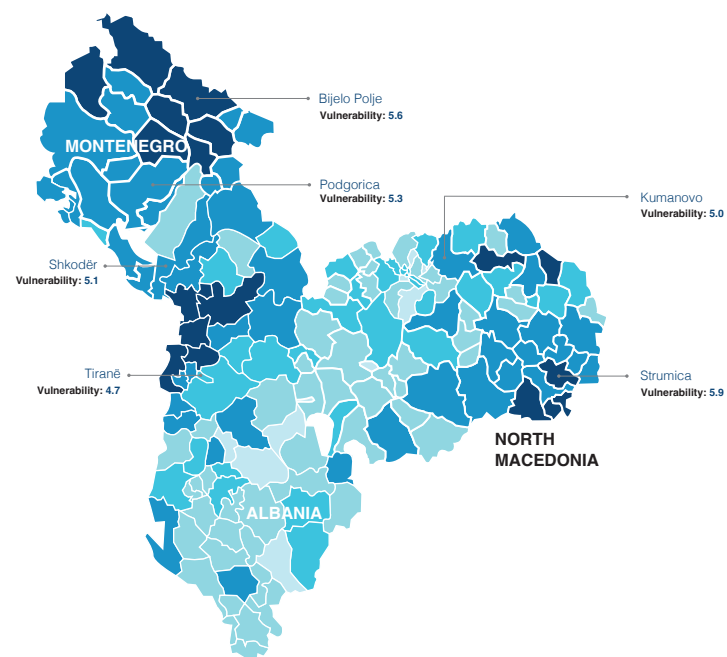 Bijelo Polje
Vulnerability: 5.6
MONTENEGRO
Podgorica
Vulnerability: 5.3
Kumanovo
Vulnerability: 5.0
Shkodër
Vulnerability: 5.1
Tiranë
Vulnerability: 4.7
Strumica
Vulnerability: 5.9
NORTH
MACEDONIA
ALBANIA